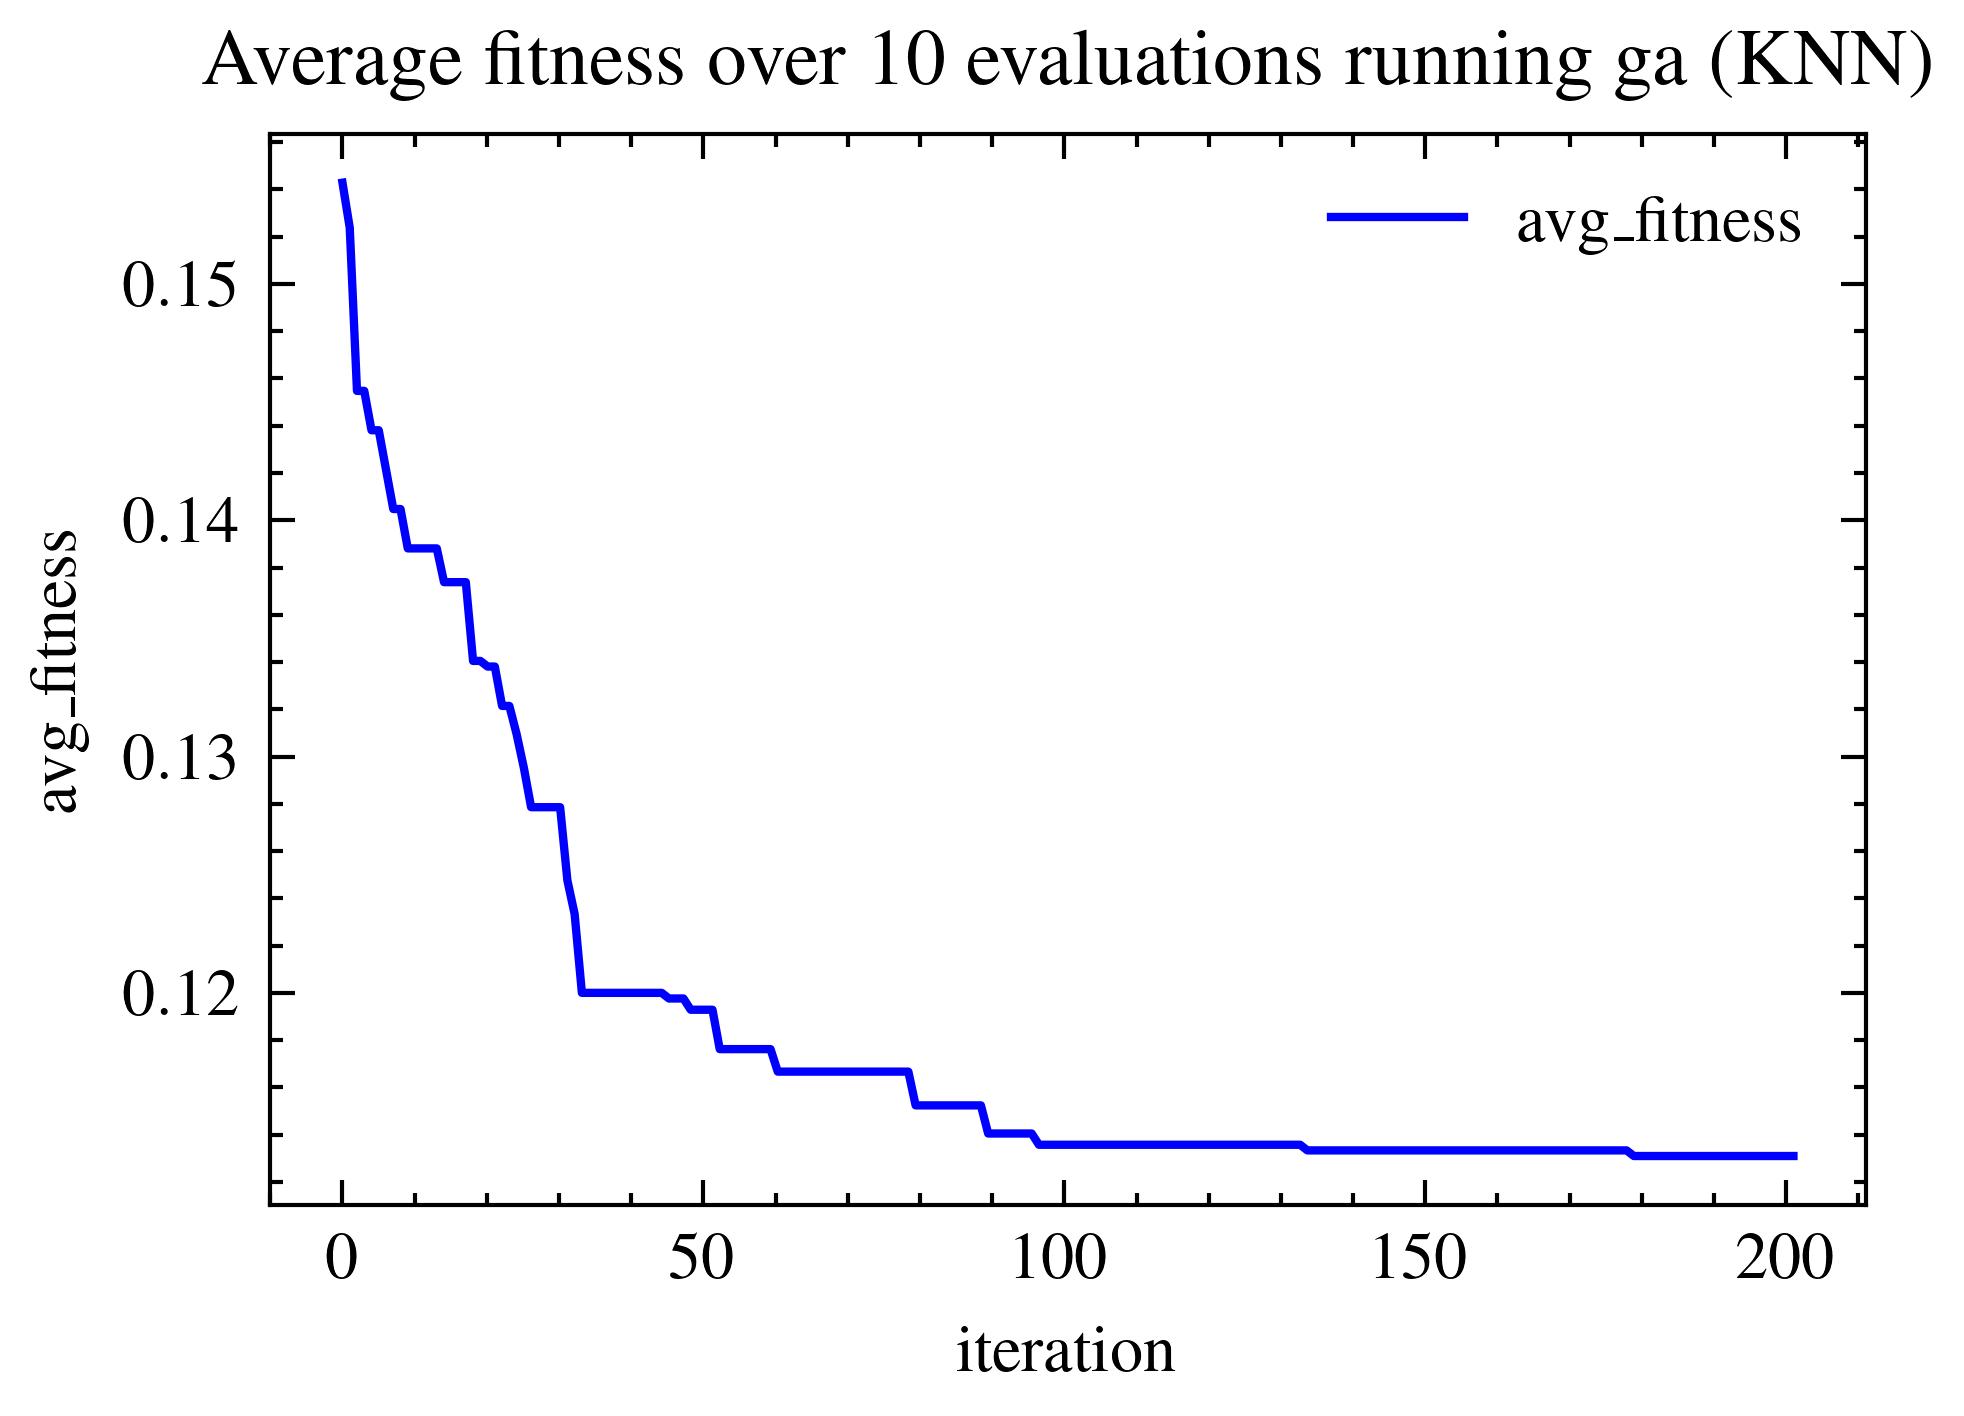 Average fitness over 10 evaluations running ga (KNN)
avg_fitness
0.15
0.14
0.13
0.12
avg_fitness
0 50 100 150 200
iteration